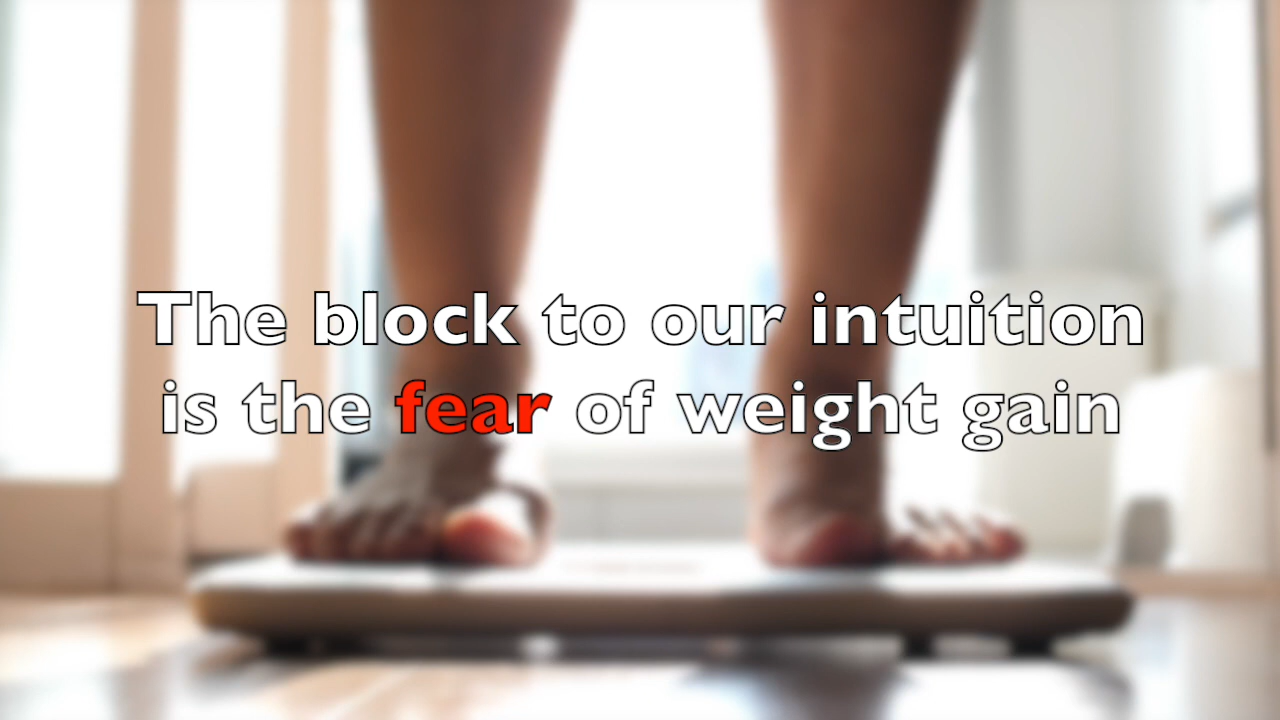 The block to our intuition
is the fear of weight gain